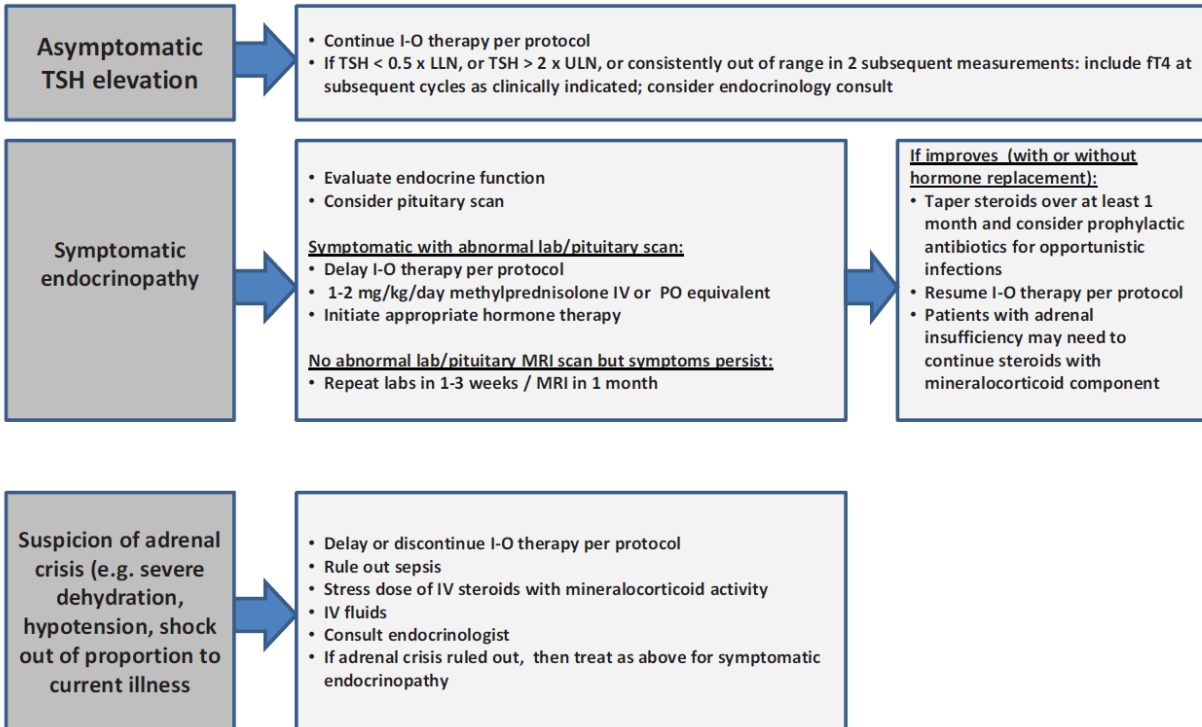 Asymptomatic
TSH elevation
• Continue I-O therapy per protocol
• If TSH < 0.5 x LLN, or TSH > 2 x ULN, or consistently out of range in 2 subsequent measurements: include fT4 at
subsequent cycles as clinically indicated; consider endocrinology consult
Symptomatic
endocrinopathy
• Evaluate endocrine function
• Consider pituitary scan
Symptomatic with abnormal lab/pituitary scan:
• Delay I-O therapy per protocol
• 1-2 mg/kg/day methylprednisolone IV or PO equivalent
• Initiate appropriate hormone therapy
No abnormal lab/pituitary MRI scan but symptoms persist:
• Repeat labs in 1-3 weeks / MRI in 1 month
If improves (with or without
hormone replacement):
• Taper steroids over at least 1
month and consider prophylactic
antibiotics for opportunistic
infections
• Resume I-O therapy per protocol
• Patients with adrenal
insufficiency may need to
continue steroids with
mineralocorticoid component
Suspicion of adrenal
crisis (e.g. severe
dehydration,
hypotension, shock
out of proportion to
current illness
• Delay or discontinue I-O therapy per protocol
• Rule out sepsis
• Stress dose of IV steroids with mineralocorticoid activity
• IV fluids
• Consult endocrinologist
• If adrenal crisis ruled out, then treat as above for symptomatic
endocrinopathy